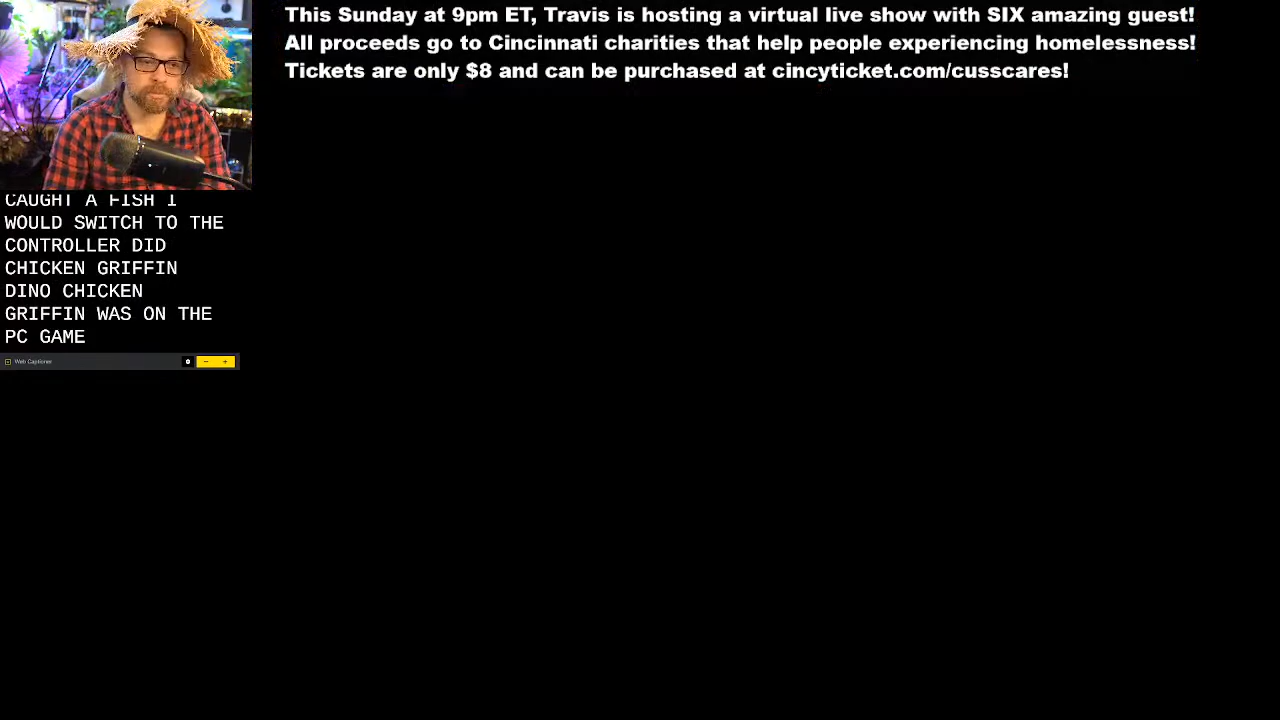 This Sunday at 9pm ET, Travis is hosting a virtual live show with SIX amazing guest!
All proceeds go to Cincinnati charities that help people experiencing homelessness!
Tickets are only $8 and can be purchased at cincyticket.com/cusscares!
CAUGHT A FISH I
WOULD SWITCH TO THE
CONTROLLER DID
CHICKEN GRIFFIN
DINO CHICKEN
GRIFFIN WAS ON THE
PC GAME
Web Captioner